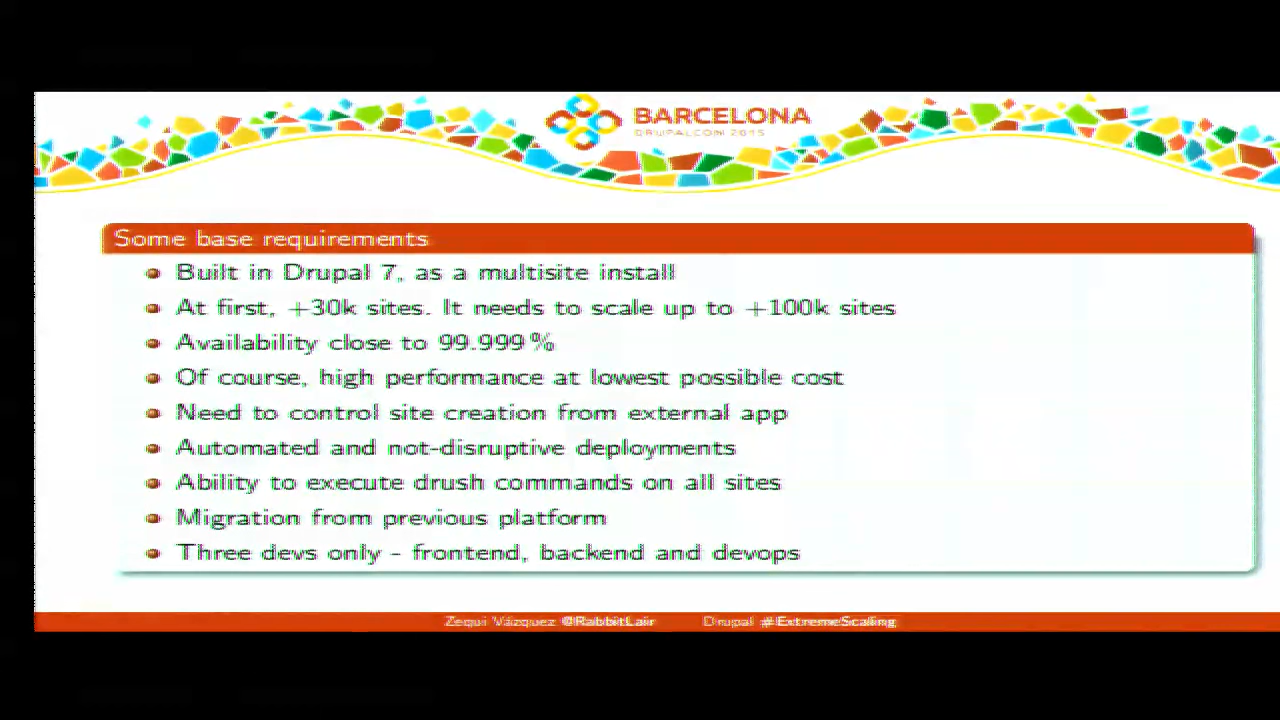 BARCELONA
DRUPALCON 2015
Some base requirements
Built in Drupal 7, as a multisite install
At first, +30k sites. It needs to scale up to +100k sites
Availability close to 99.999 %
Of course, high performance at lowest possible cost
Need to control site creation from external app
Automated and not-disruptive deployments
Ability to execute drush commands on all sites
Migration from previous platform
Three devs only - frontend, backend and devops
Zequi Vázquez @RabbitLair Drupal #ExtremeScaling